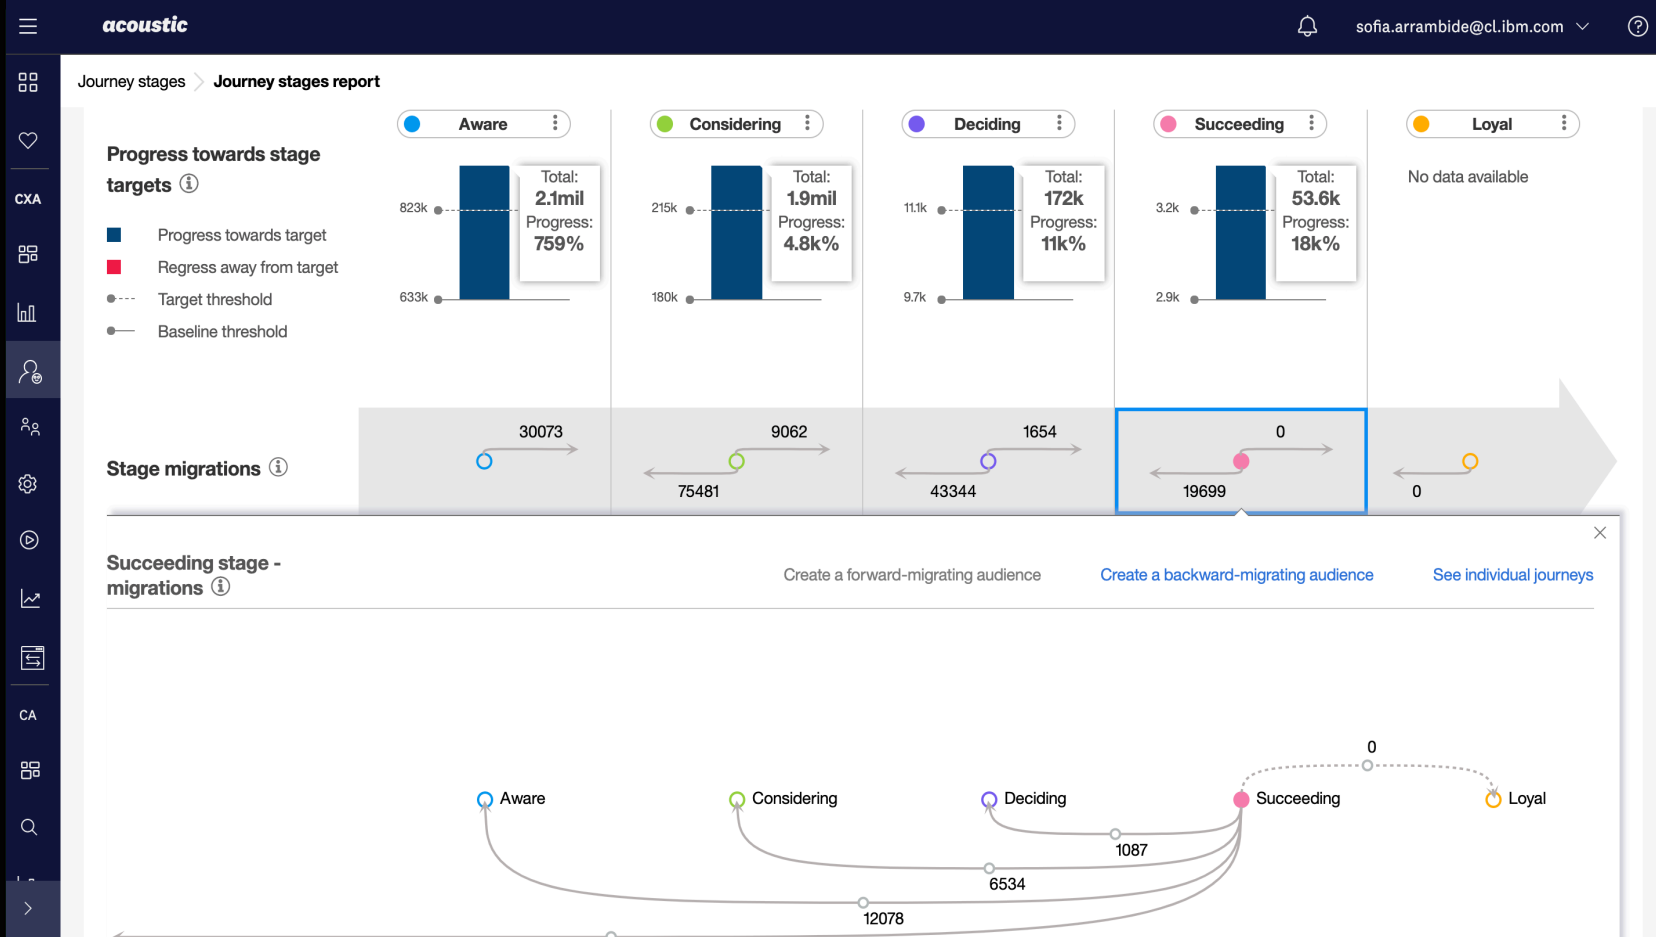 acoustic
sofia.arrambide@cl.ibm.com
Journey stages
Journey stages report
CXA
CA
Aware
Considering
Deciding
Succeeding
Loyal
Progress towards stage
targets
Progress towards target
Regress away from target
Target threshold
Baseline threshold
823k
633k
Total:
2.1mil
Progress:
759%
215k
180k
Total:
1.9mil
Progress:
4.8k%
11.1k
9.7k
Total:
172k
Progress:
11k%
3.2k
2.9k
Total:
53.6k
Progress:
18k%
No data available
Stage migrations
30073
9062
75481
1654
43344
0
19699
0
Succeeding stage -
migrations
Create a forward-migrating audience
Create a backward-migrating audience
See individual journeys
0
Aware
Considering
Deciding
Succeeding
Loyal
1087
6534
12078